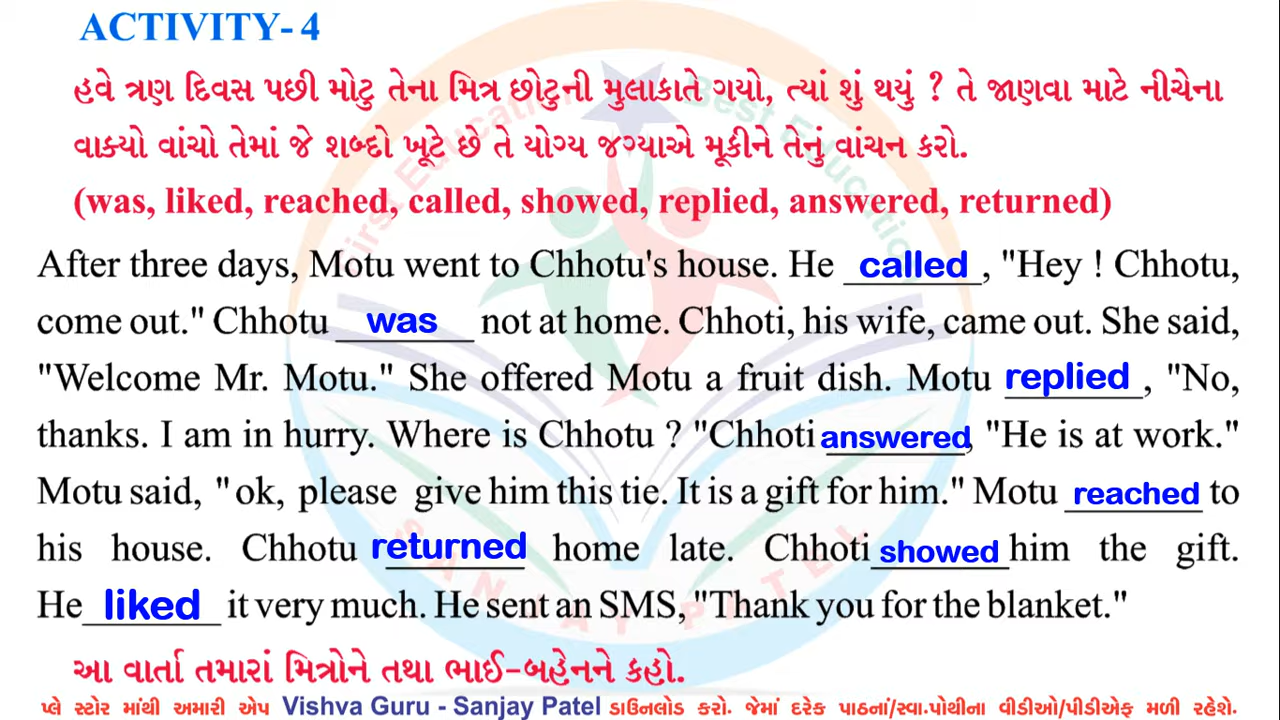 ACTIVITY- 4
હવે ત્રણ દિવસ પછી મોટુ તેના મિત્ર છોટુની મુલાકાતે ગયો, ત્યાં શું થયું ? તે જાણવા માટે નીચેના
વાક્યો વાંચો તેમાં જે શબ્દો ખૂટે છે તે યોગ્ય જગ્યાએ મૂકીને તેનું વાંચન કરો.
(was, liked, reached, called, showed, replied, answered, returned)
After three days, Motu went to Chhotu's house. He called, "Hey ! Chhotu,
come out." Chhotu was not at home. Chhoti, his wife, came out. She said,
"Welcome Mr. Motu." She offered Motu a fruit dish. Motu replied, "No,
thanks. I am in hurry. Where is Chhotu ? "Chhoti answered, "He is at work."
Motu said, "ok, please give him this tie. It is a gift for him." Motu reached to
his house. Chhotu returned home late. Chhoti showed him the gift.
He liked it very much. He sent an SMS, "Thank you for the blanket."
આ વાર્તા તમારાં મિત્રોને તથા ભાઈ-બહેનને કહો.
પ્લે સ્ટોર માંથી અમારી એપ Vishva Guru - Sanjay Patel ડાઉનલોડ કરો. જેમાં દરેક પાઠનાં/સ્વા.પોથીના વીડીઓ/પીડીએફ મળી રહેશે.
First Education Best Education
SANJAY PATEL